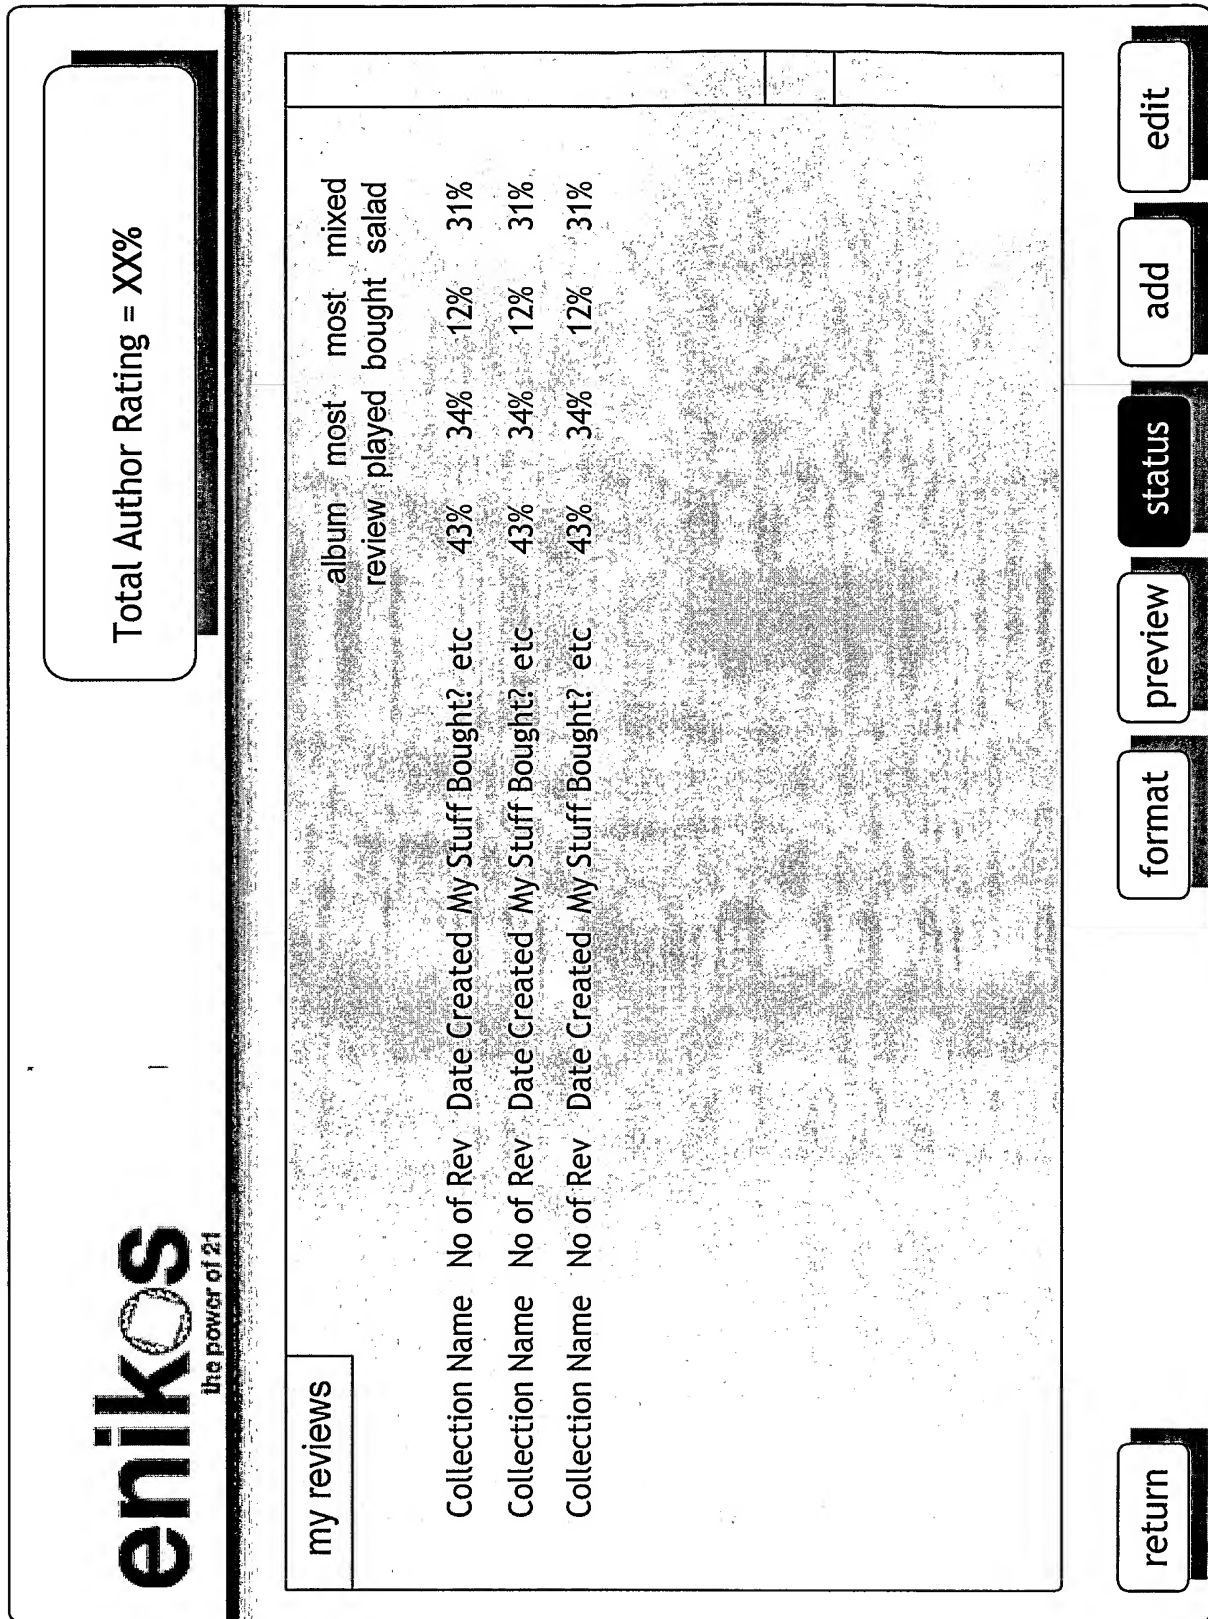 enikos
the power of 21
Total Author Rating = XX%
my reviews
album most most mixed
review played bought salad
Collection Name No of Rev Date Created My Stuff Bought? etc 43% 34% 12% 31%
Collection Name No of Rev Date Created My Stuff Bought? etc 43% 34% 12% 31%
Collection Name No of Rev Date Created My Stuff Bought? etc 43% 34% 12% 31%
return format preview status add edit